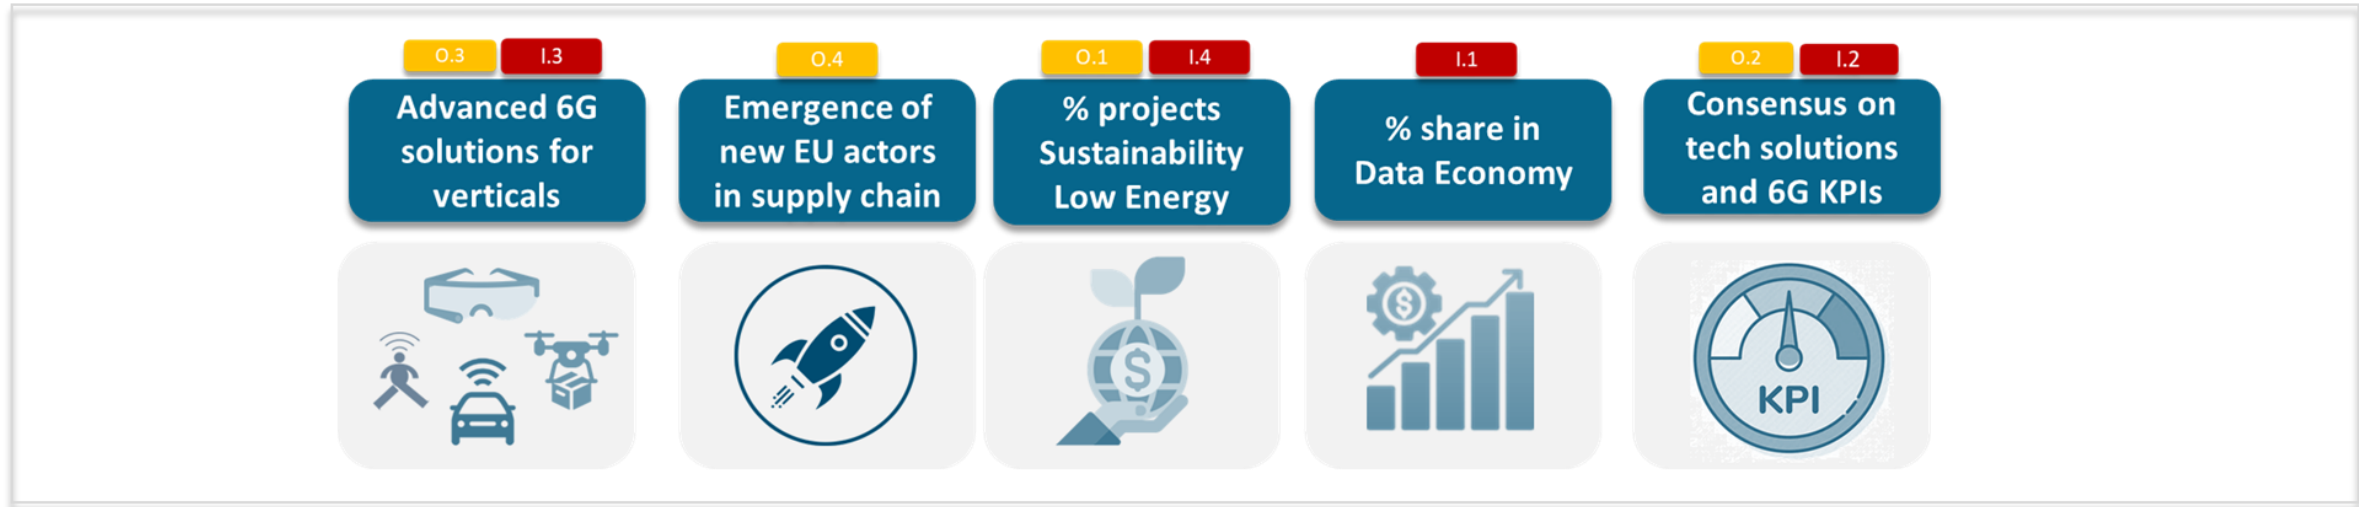 O.3 I.3
Advanced 6G
solutions for
verticals
O.4
Emergence of
new EU actors
in supply chain
O.1 I.4
% projects
Sustainability
Low Energy
I.1
% share in
Data Economy
O.2 I.2
Consensus on
tech solutions
and 6G KPIs
$
$
KPI